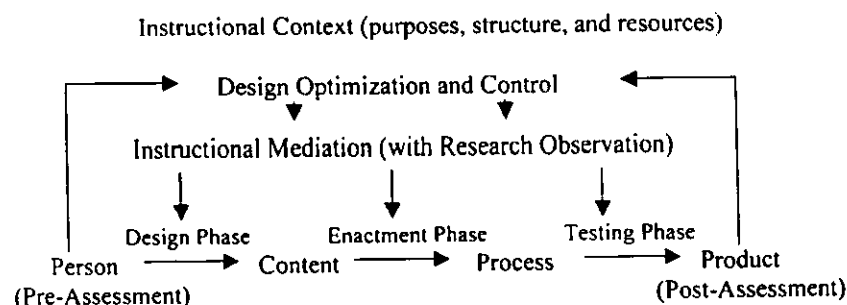 Instructional Context (purposes, structure, and resources)
Design Optimization and Control
Instructional Mediation (with Research Observation)
Design Phase Enactment Phase Testing Phase
Person Content Process Product
(Pre-Assessment) (Post-Assessment)